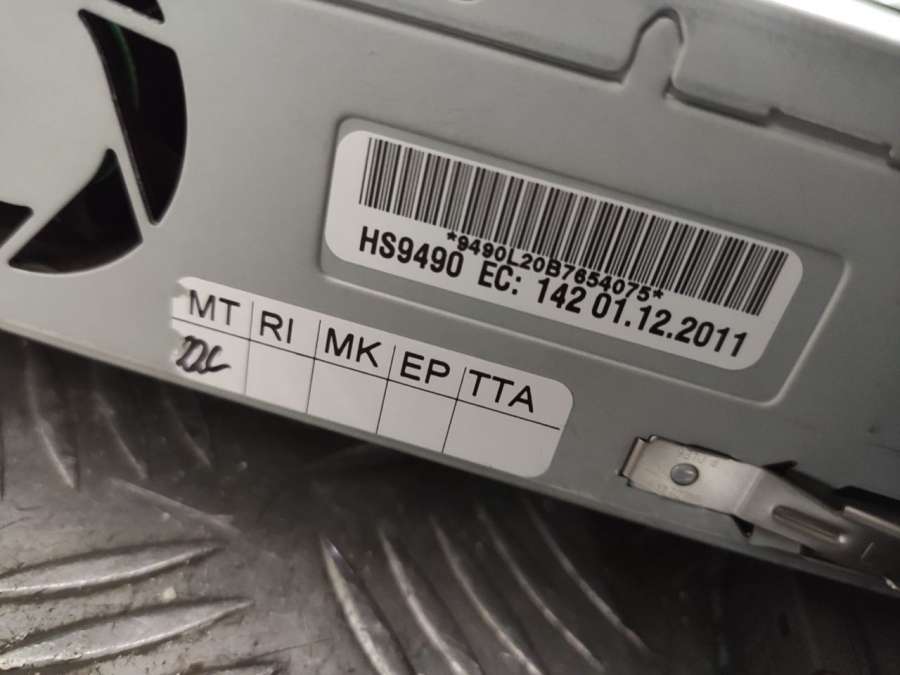 *9490L20B7654075*
HS9490 EC: 142 01.12.2011
MT RI MK EP TTA